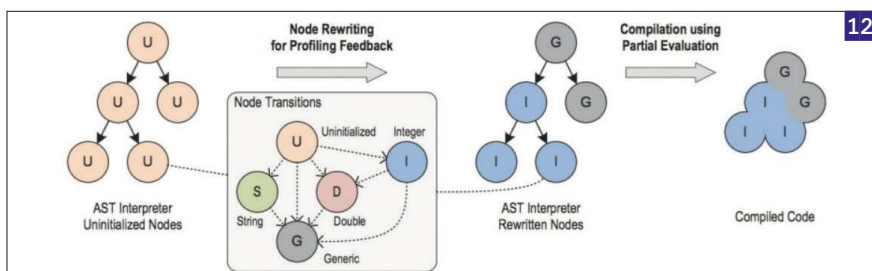 12
Node Rewriting
for Profiling Feedback
Compilation using
Partial Evaluation
U
U
U
U
U
AST Interpreter
Uninitialized Nodes
Node Transitions
Uninitialized
Integer
U
I
S
D
String
Double
G
Generic
G
I
G
I
I
AST Interpreter
Rewritten Nodes
G
I
G
I
I
Compiled Code